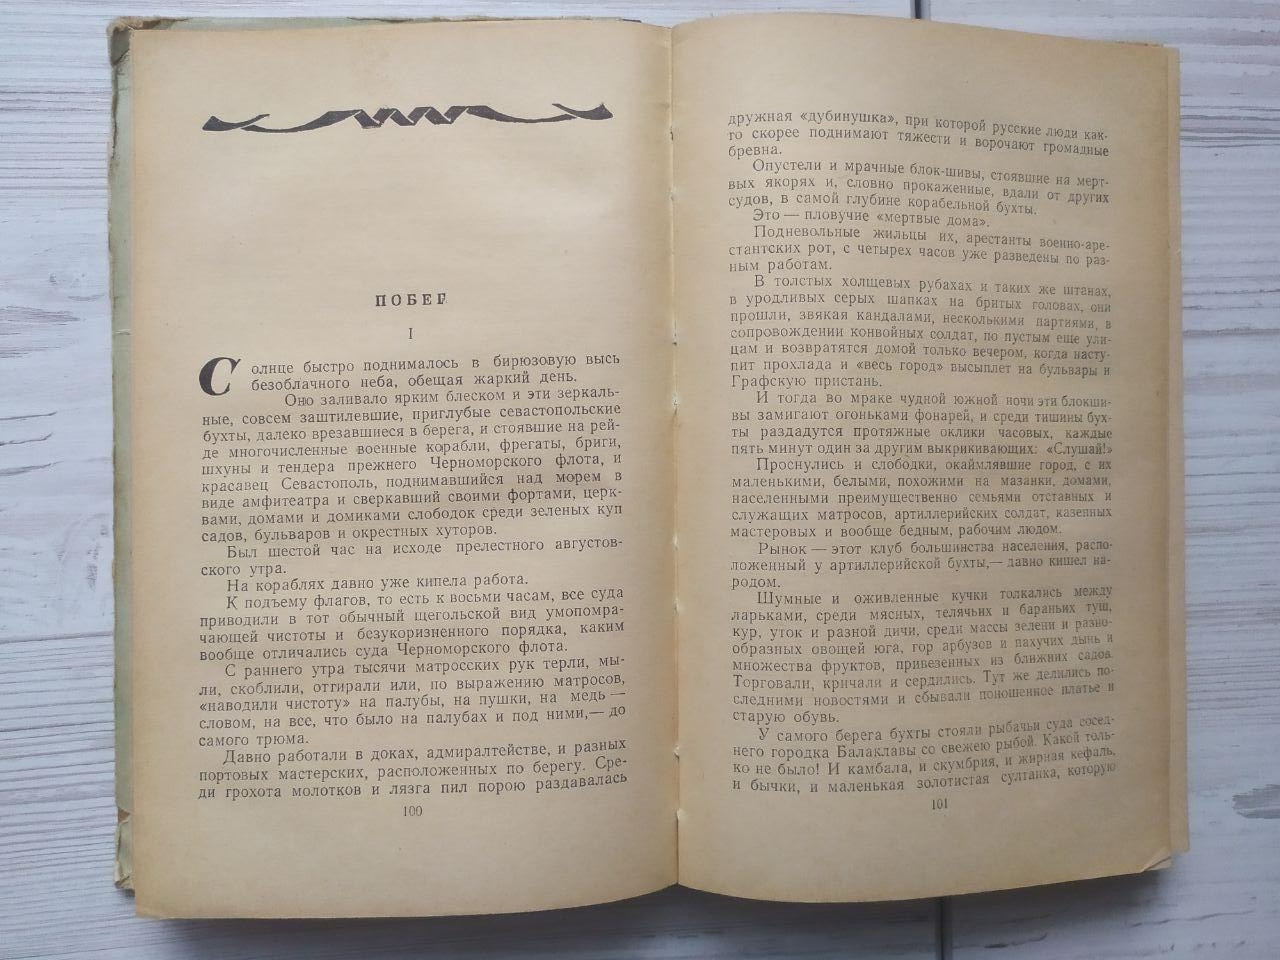 ПОБЕГ
I
Солнце быстро поднималось в бирюзовую высь
безоблачного неба, обещая жаркий день.
Оно заливало ярким блеском и эти зеркаль-
ные, совсем заштилевшие, приглубые севастопольские
бухты, далеко врезавшиеся в берега, и стоявшие на рей-
де многочисленные военные корабли, фрегаты, бриги,
шхуны и тендера прежнего Черноморского флота, и
красавец Севастополь, поднимавшийся над морем в
виде амфитеатра и сверкавший своими фортами, церк-
вами, домами и домиками слободок среди зеленых куп
садов, бульваров и окрестных хуторов.
Был шестой час на исходе прелестного августов-
ского утра.
На кораблях давно уже кипела работа.
К подъему флагов, то есть к восьми часам, все суда
приводили в тот обычный щегольской вид умопомра-
чающей чистоты и безукоризненного порядка, каким
вообще отличались суда Черноморского флота.
С раннего утра тысячи матросских рук терли, мы-
ли, скоблили, оттирали или, по выражению матросов,
«наводили чистоту» на палубы, на пушки, на медь —
словом, на все, что было на палубах и под ними,— до
самого трюма.
Давно работали в доках, адмиралтействе, и разных
портовых мастерских, расположенных по берегу. Сре-
ди грохота молотков и лязга пил порою раздавалась
100
дружная «дубинушка», при которой русские люди как-
то скорее поднимают тяжести и ворочают громадные
бревна.
Опустели и мрачные блок-шивы, стоявшие на мерт-
вых якорях и, словно прокаженные, вдали от других
судов, в самой глубине корабельной бухты.
Это — пловучие «мертвые дома».
Подневольные жильцы их, арестанты военно-аре-
стантских рот, с четырех часов уже разведены по раз-
ным работам.
В толстых холщевых рубахах и таких же штанах,
в уродливых серых шапках на бритых головах, они
прошли, звякая кандалами, несколькими партиями, в
сопровождении конвойных солдат, по пустым еще ули-
цам и возвратятся домой только вечером, когда насту-
пит прохлада и «весь город» высыплет на бульвары и
Графскую пристань.
И тогда во мраке чудной южной ночи эти блокши-
вы замигают огоньками фонарей, и среди тишины бух-
ты раздадутся протяжные оклики часовых, каждые
пять минут один за другим выкрикивающих: «Слушай!»
Проснулись и слободки, окаймлявшие город, с их
маленькими, белыми, похожими на мазанки, домами,
населенными преимущественно семьями отставных и
служащих матросов, артиллерийских солдат, казенных
мастеровых и вообще бедным, рабочим людом.
Рынок — этот клуб большинства населения, распо-
ложенный у артиллерийской бухты,— давно кишел на-
родом.
Шумные и оживленные кучки толкались между
ларьками, среди мясных, телячьих и бараньих туш,
кур, уток и разной дичи, среди массы зелени и разно-
образных овощей юга, гор арбузов и пахучих дынь и
множества фруктов, привезенных из ближних садов.
Торговали, кричали и сердились. Тут же делились по-
следними новостями и сбывали поношенное платье и
старую обувь.
У самого берега бухты стояли рыбачьи суда сосед-
него городка Балаклавы со свежею рыбой. Какой толь-
ко не было! И камбала, и скумбрия, и жирная кефаль,
и бычки, и маленькая золотистая султанка, которую
101